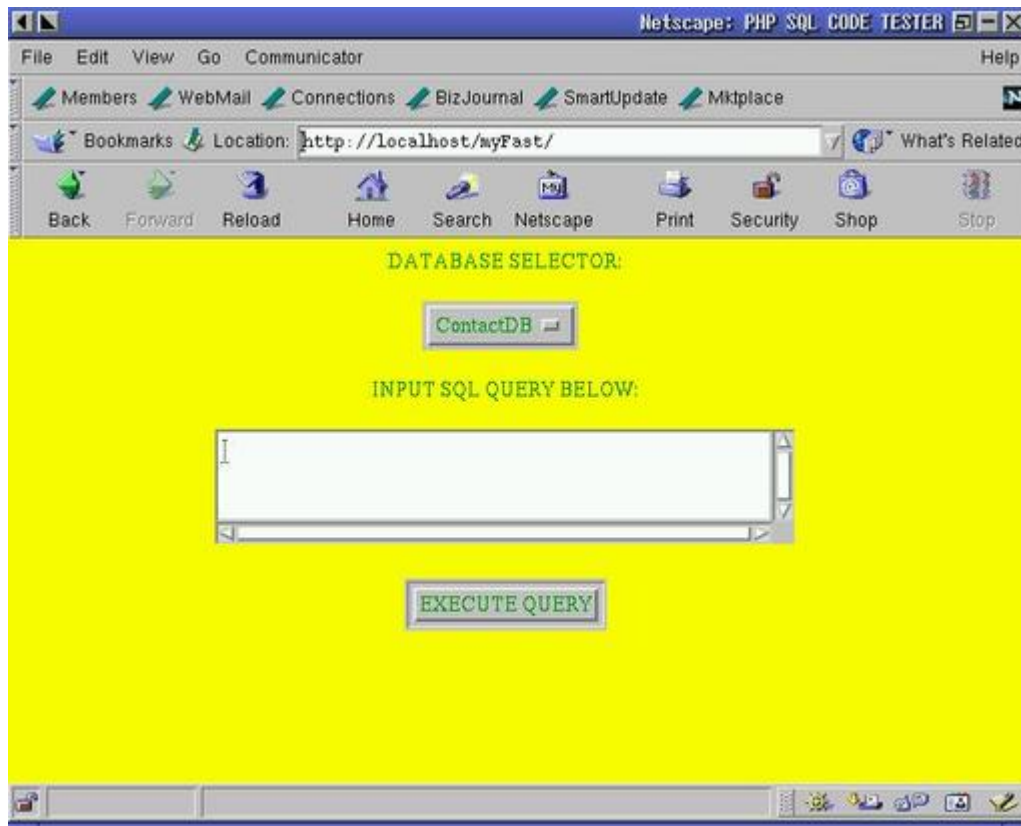 Netscape: PHP SQL CODE TESTER
File Edit View Go Communicator Help
Members WebMail Connections BizJournal SmartUpdate Mktplace N
Bookmarks Location: http://localhost/myFast/ What's Related
My
Back Forward Reload Home Search Netscape Print Security Shop Stop
DATABASE SELECTOR:
ContactDB
INPUT SQL QUERY BELOW:
EXECUTE QUERY